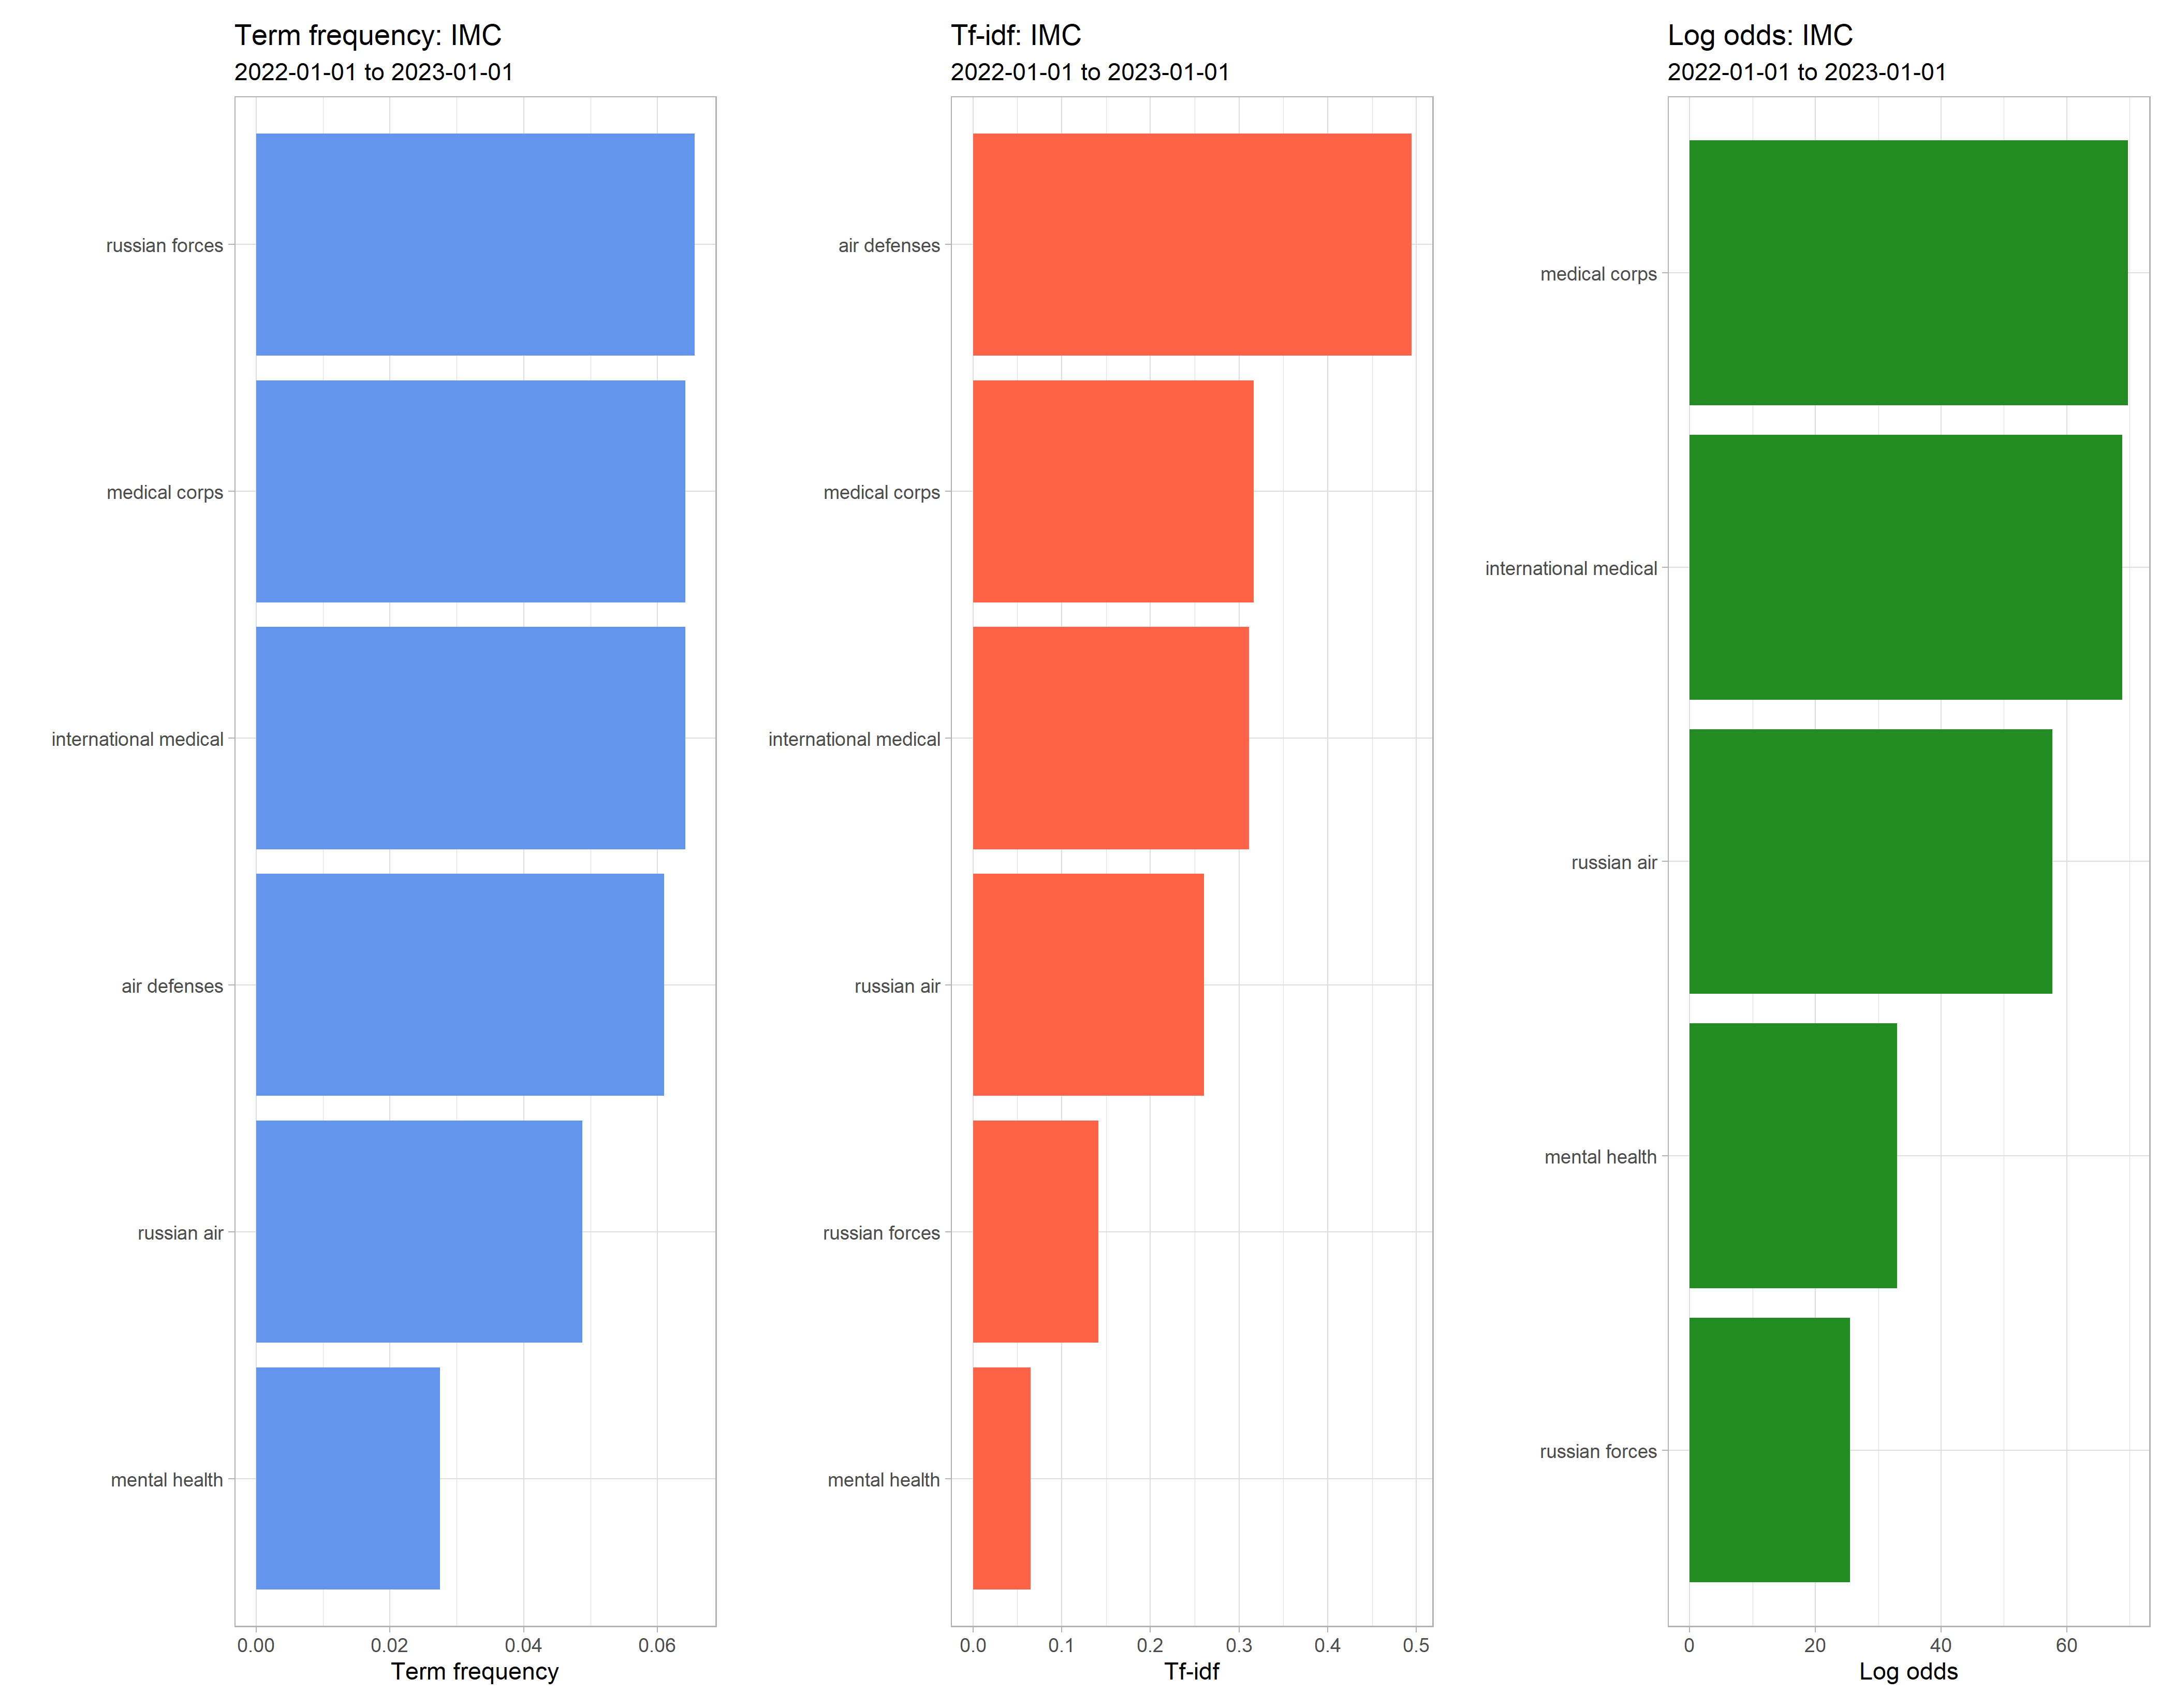 Term frequency: IMC
2022-01-01 to 2023-01-01
russian forces
medical corps
international medical
air defenses
russian air
mental health
0.00 0.02 0.04 0.06
Term frequency
Tf-idf: IMC
2022-01-01 to 2023-01-01
air defenses
medical corps
international medical
russian air
russian forces
mental health
0.0 0.1 0.2 0.3 0.4 0.5
Tf-idf
Log odds: IMC
2022-01-01 to 2023-01-01
medical corps
international medical
russian air
mental health
russian forces
0 20 40 60
Log odds